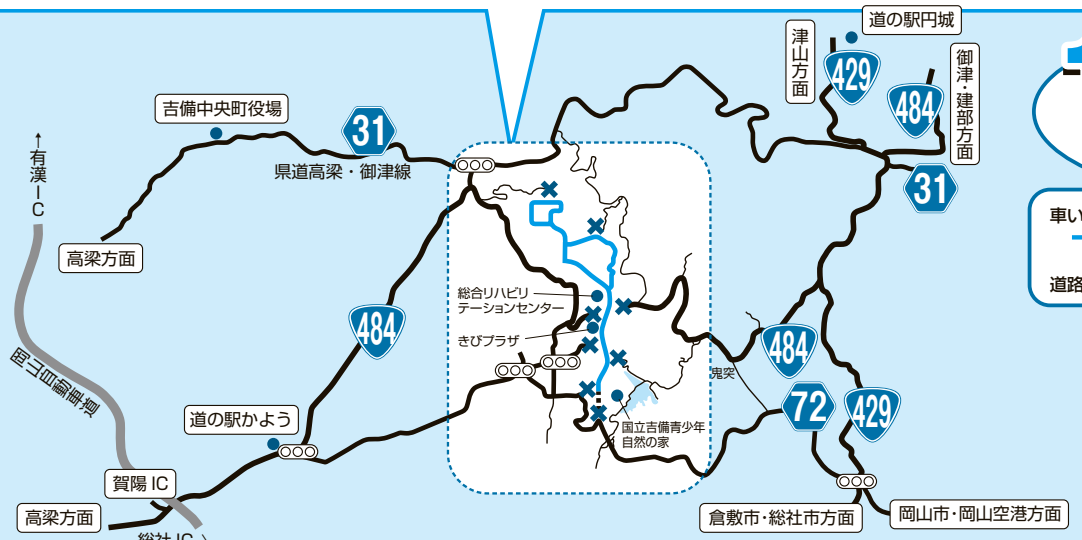 道の駅円城
津山方面
429
484
御津・建部方面
31
吉備中央町役場
31
県道高梁・御津線
↑有漢IC
高梁方面
484
岡山自動車道
総合リハビリ
テーションセンター
きびプラザ
国立吉備青少年
自然の家
鬼突
484
72
429
道の駅かよう
賀陽IC
高梁方面
総社IC
倉敷市・総社市方面
岡山市・岡山空港方面
車い
道路